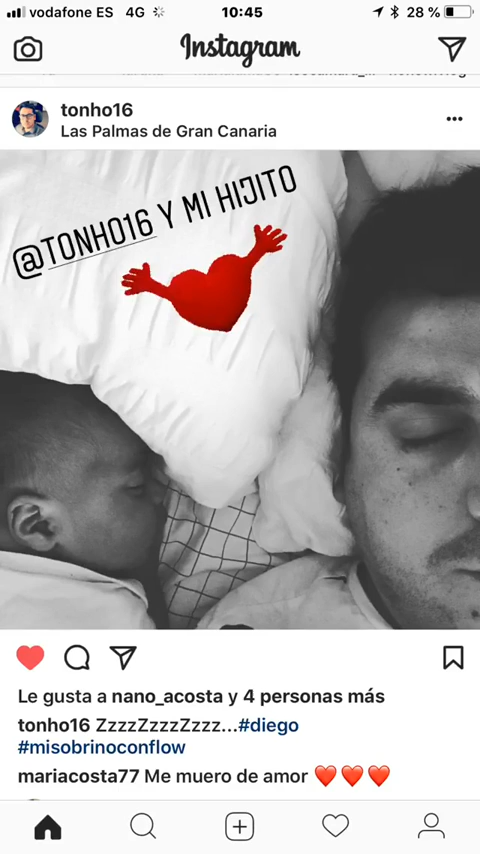 vodafone ES 4G 10:45 28 %
Instagram
tonho16
Las Palmas de Gran Canaria
@TONHO16 Y MI HIJITO
Le gusta a nano_acosta y 4 personas más
tonho16 ZzzzZzzzZzzz...#diego
#misobrinoconflow
mariacosta77 Me muero de amor ❤️❤️❤️